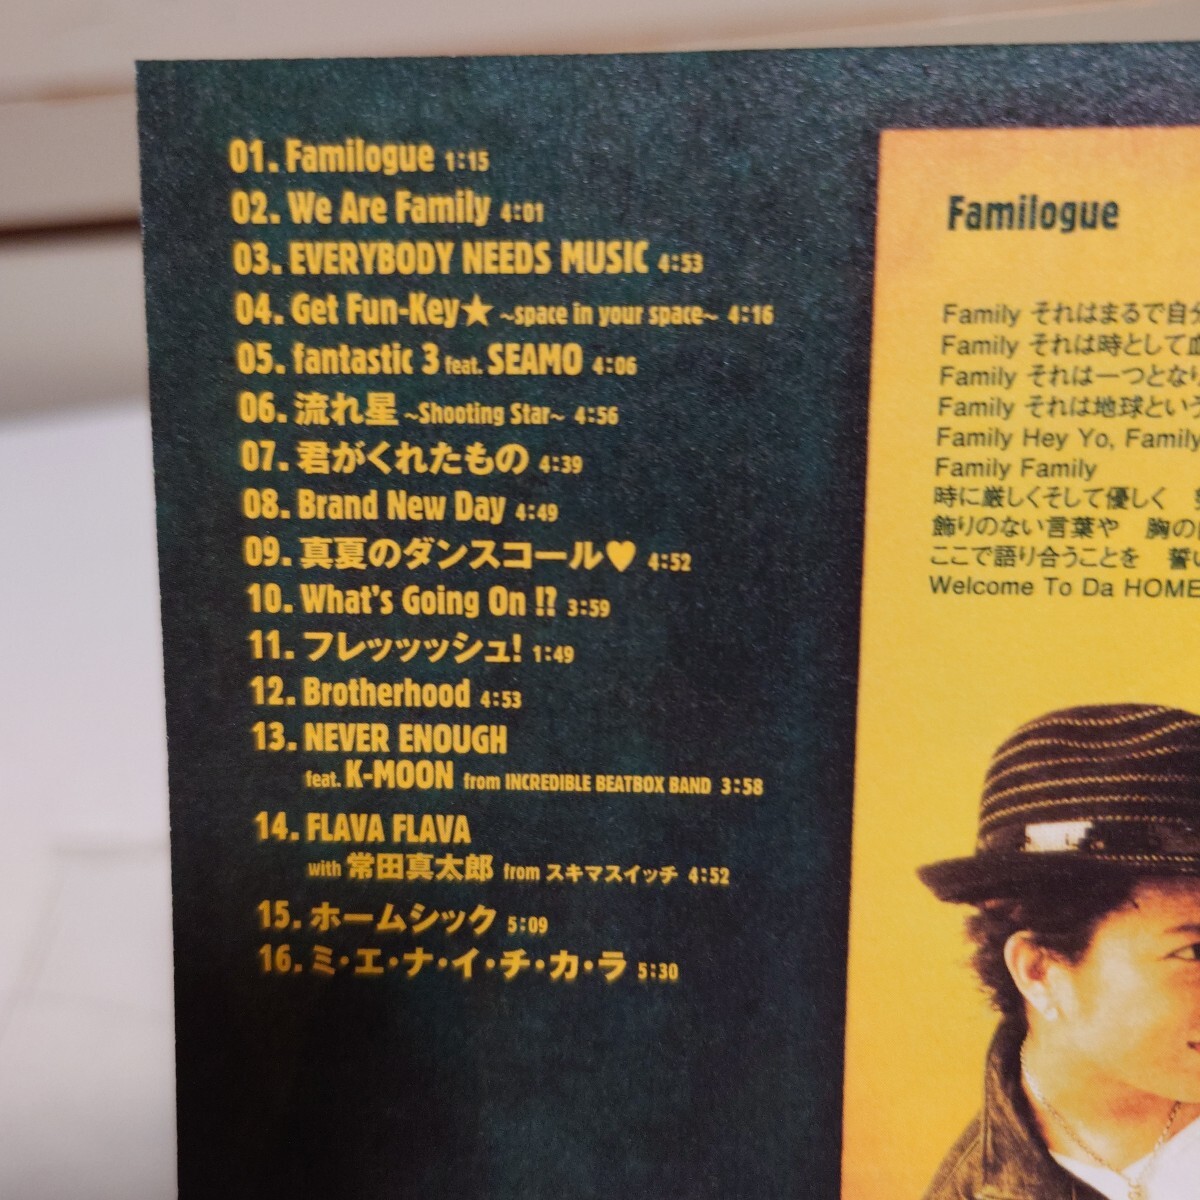 01. Familogue 1:15
02. We Are Family 4:01
03. EVERYBODY NEEDS MUSIC 4:53
04. Get Fun-Key★ ~space in your space~ 4:16
05. fantastic 3 feat. SEAMO 4:06
06. 流れ星 ~Shooting Star~ 4:56
07. 君がくれたもの 4:39
08. Brand New Day 4:49
09. 真夏のダンスコール♥ 4:52
10. What's Going On !? 3:59
11. フレッッッシュ! 1:49
12. Brotherhood 4:53
13. NEVER ENOUGH
feat. K-MOON from INCREDIBLE BEATBOX BAND 3:58
14. FLAVA FLAVA
with 常田真太郎 from スキマスイッチ 4:52
15. ホームシック 5:09
16. ミ・エ・ナ・イ・チ・カ・ラ 5:30
Familogue
Family それはまるで自分
Family それは時として血
Family それは一つとなり
Family それは地球という
Family Hey Yo, Family
Family Family
時に厳しくそして優しく
飾りのない言葉や 胸の
ここで語り合うことを 誓い
Welcome To Da HOME